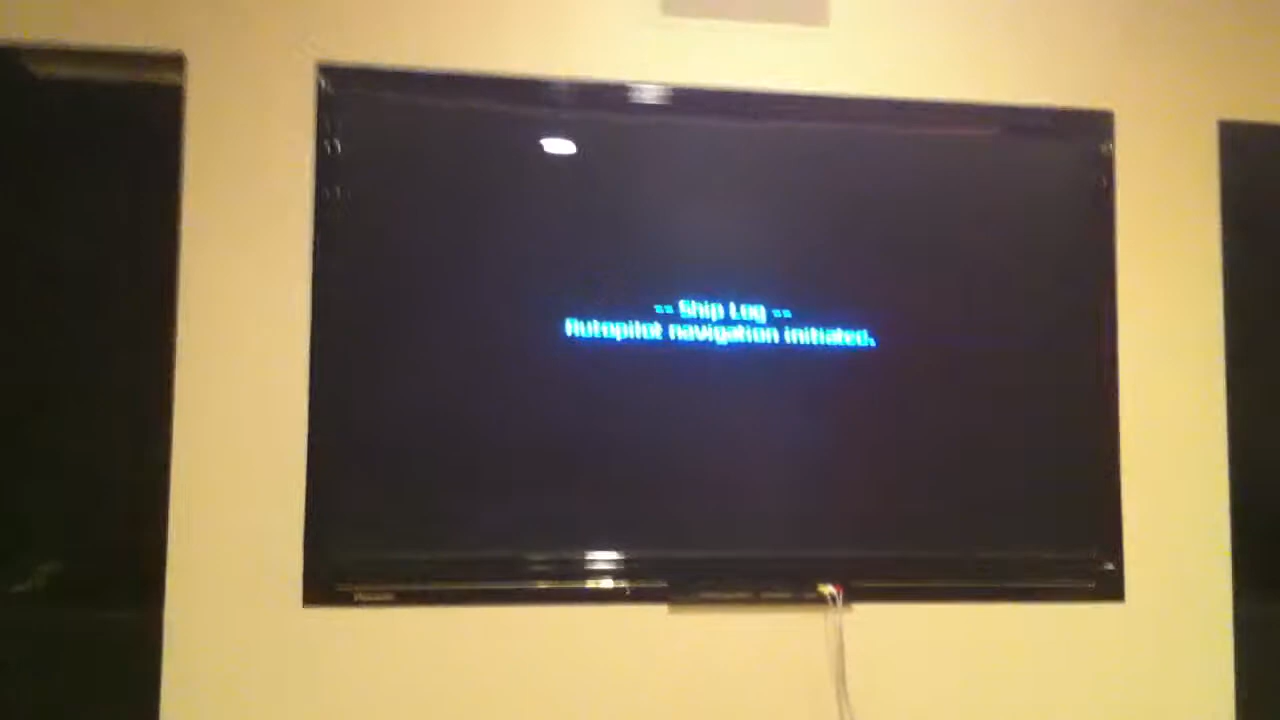 == Ship Log ==
Autopilot navigation initiated.